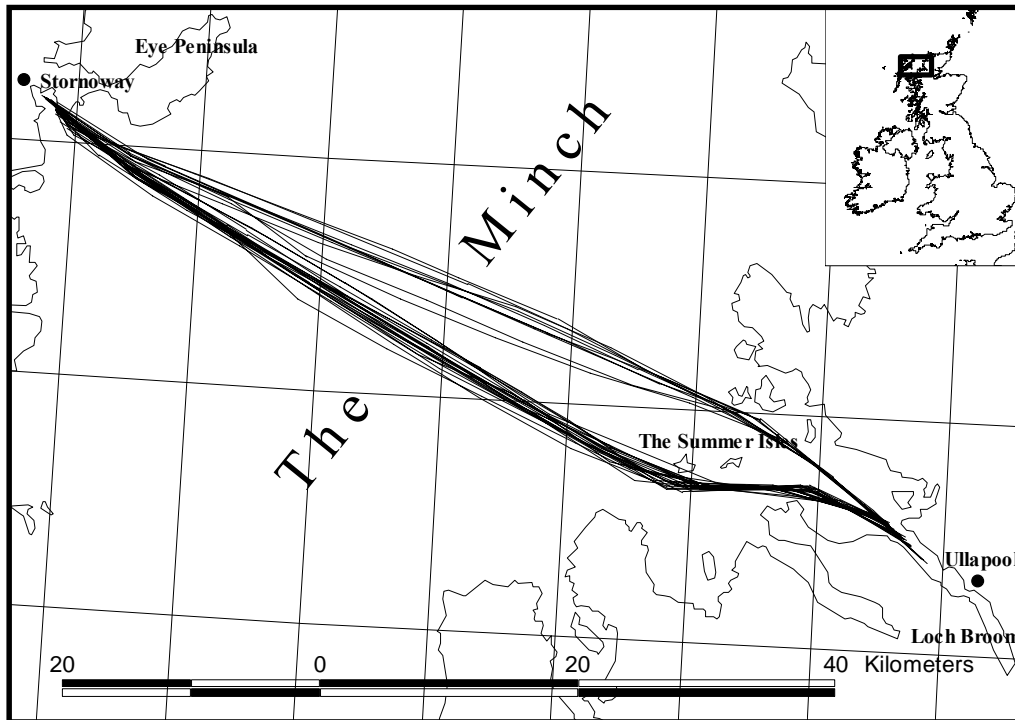 Eye Peninsula
Stornoway
The Minch
The Summer Isles
Ullapool
Loch Broom
20 0 20 40 Kilometers